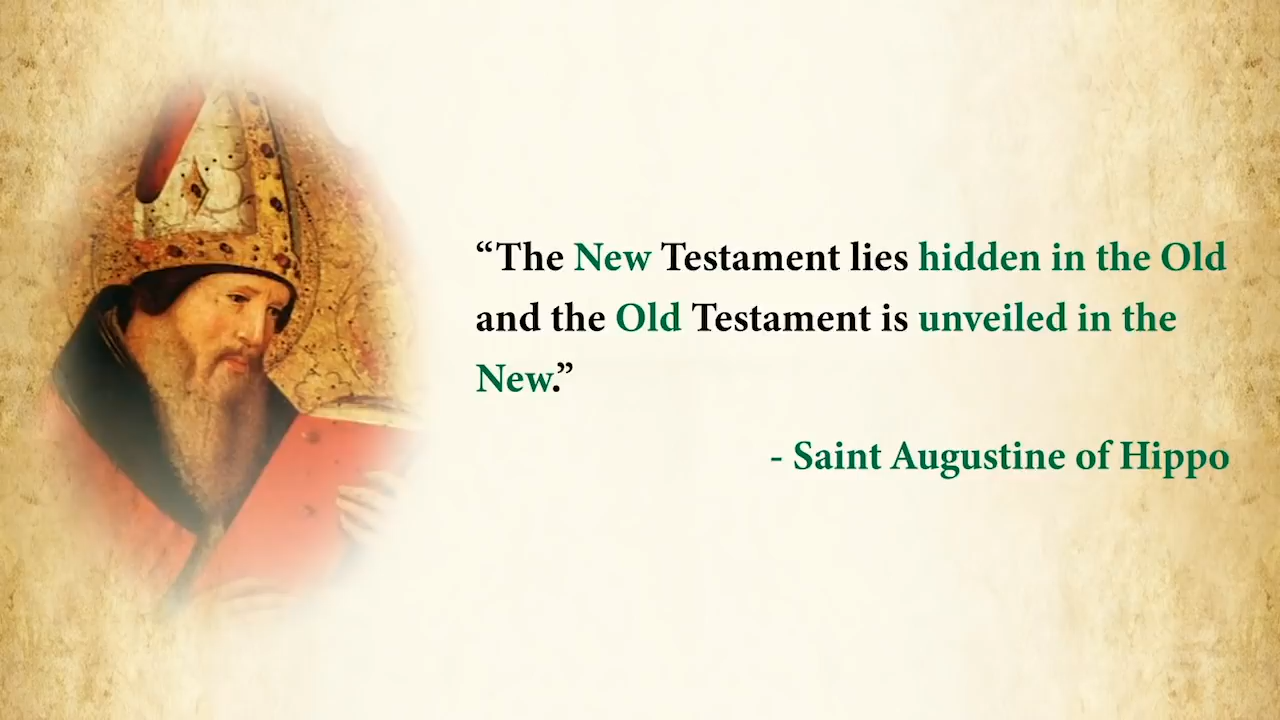 “The New Testament lies hidden in the Old
and the Old Testament is unveiled in the
New.”
- Saint Augustine of Hippo